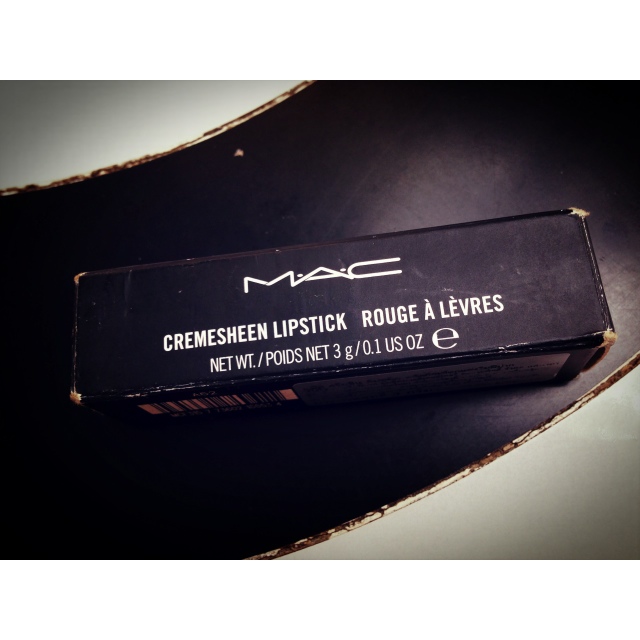 M·A·C
CREMESHEEN LIPSTICK ROUGE À LÈVRES
NET WT./POIDS NET 3 g/0.1 US OZ ℮